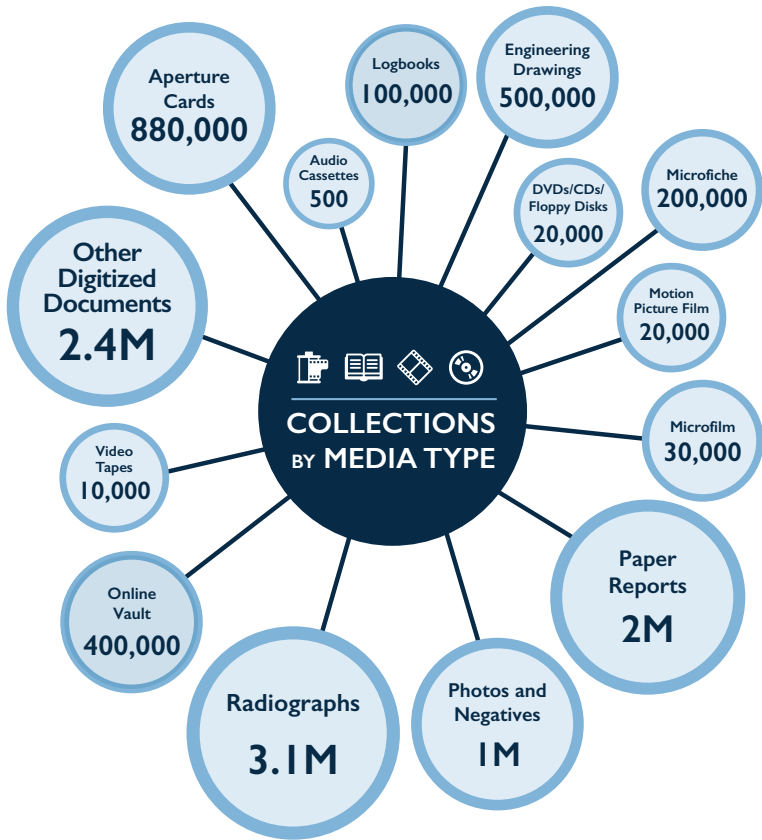 Aperture
Cards
880,000
Logbooks
100,000
Engineering
Drawings
500,000
Audio
Cassettes
500
DVDs/CDs/
Floppy Disks
20,000
Microfiche
200,000
Other
Digitized
Documents
2.4M
Motion
Picture Film
20,000
COLLECTIONS
BY MEDIA TYPE
Microfilm
30,000
Video
Tapes
10,000
Paper
Reports
2M
Online
Vault
400,000
Radiographs
3.1M
Photos and
Negatives
1M